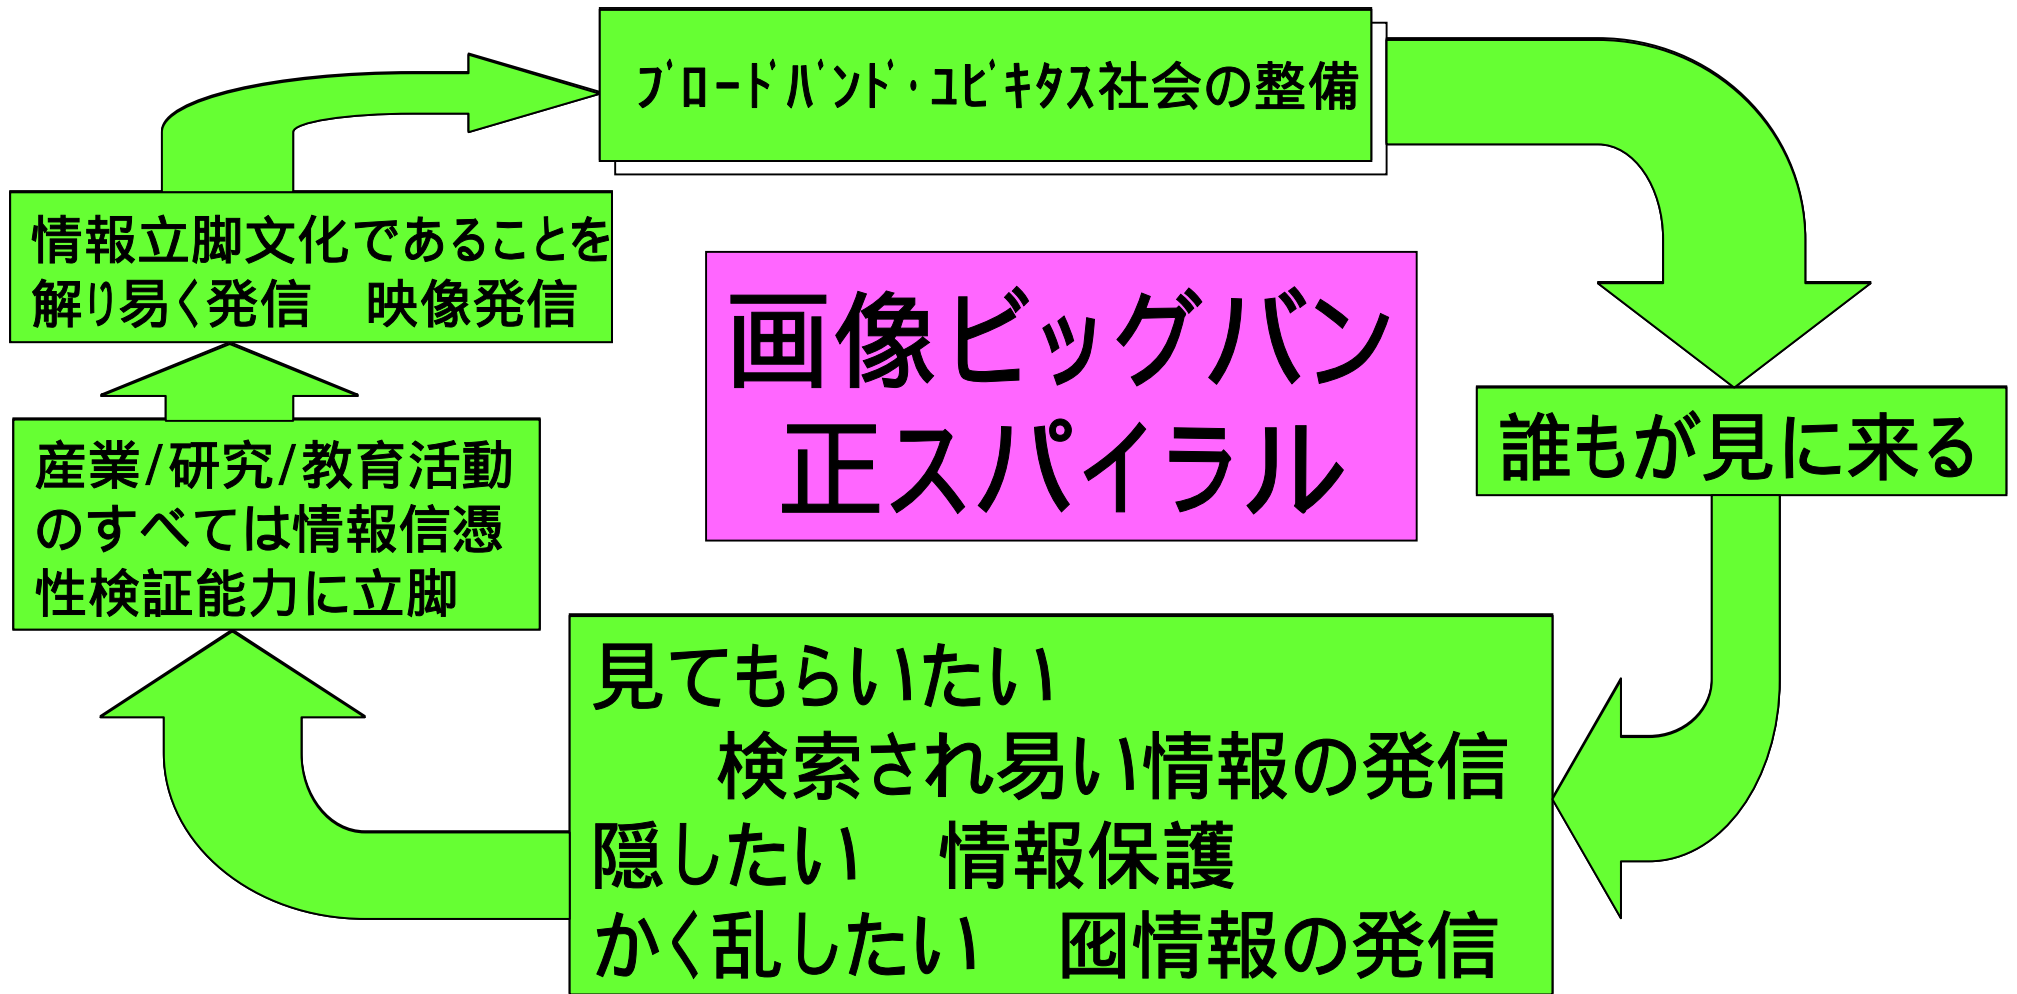 ﾌﾞﾛｰﾄﾞﾊﾞﾝﾄﾞ･ﾕﾋﾞｷﾀｽ社会の整備
誰もが見に来る
見てもらいたい
検索され易い情報の発信
隠したい　情報保護
かく乱したい　囮情報の発信
産業/研究/教育活動
のすべては情報信憑
性検証能力に立脚
情報立脚文化であることを
解り易く発信　映像発信
画像ビッグバン
正スパイラル